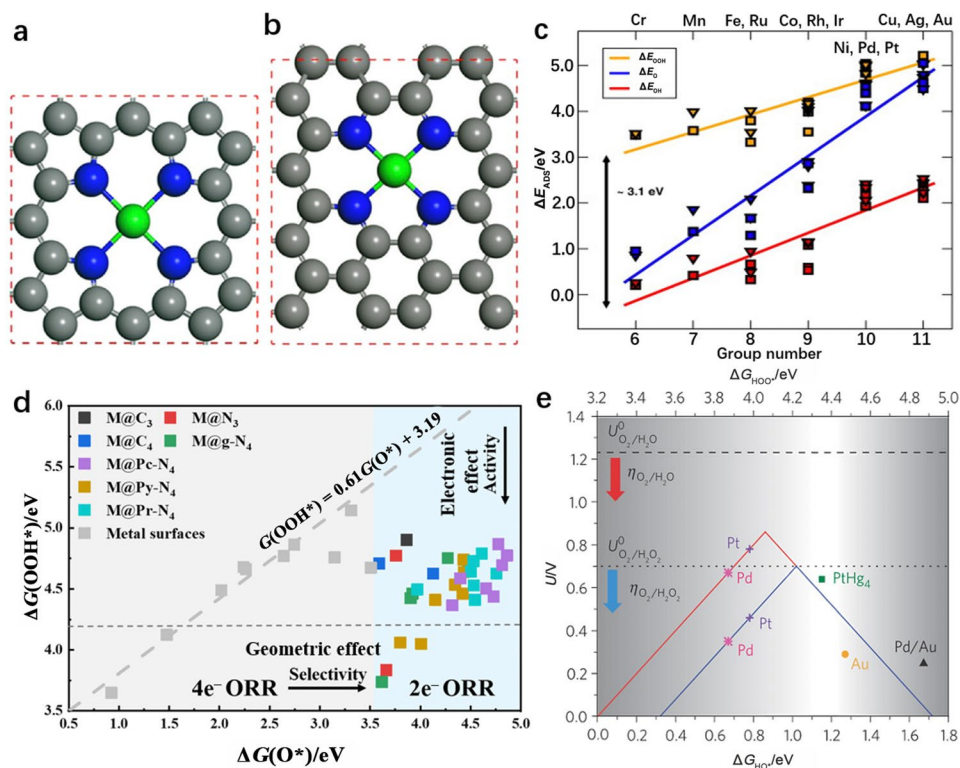 a
b
c
Cr
Mn
Fe, Ru
Co, Rh, Ir
Cu, Ag, Au
Ni, Pd, Pt
ΔE_OOH
ΔE_O
ΔE_OH
ΔE_ADS/eV
5.0
4.0
3.0
2.0
1.0
0.0
~ 3.1 eV
6
7
8
9
10
11
Group number
d
M@C₃
M@N₃
M@C₄
M@g-N₄
M@Pc-N₄
M@Py-N₄
M@Pr-N₄
Metal surfaces
G(OOH*) = 0.61G(O*) + 3.19
Electronic
effect
Activity
Geometric effect
Selectivity
4e⁻ ORR
2e⁻ ORR
ΔG(OOH*)/eV
5.5
5.0
4.5
4.0
3.5
0.5
1.0
1.5
2.0
2.5
3.0
3.5
4.0
4.5
5.0
ΔG(O*)/eV
e
ΔG_HOO*/eV
3.2
3.4
3.6
3.8
4.0
4.2
4.4
4.6
4.8
5.0
U/V
1.4
1.2
1.0
0.8
0.6
0.4
0.2
0.0
U⁰_O₂/H₂O
η_O₂/H₂O
U⁰_O₂/H₂O₂
η_O₂/H₂O₂
Pt
Pd
Pt
Pd
PtHg₄
Au
Pd/Au
0.0
0.2
0.4
0.6
0.8
1.0
1.2
1.4
1.6
1.8
ΔG_HO*/eV